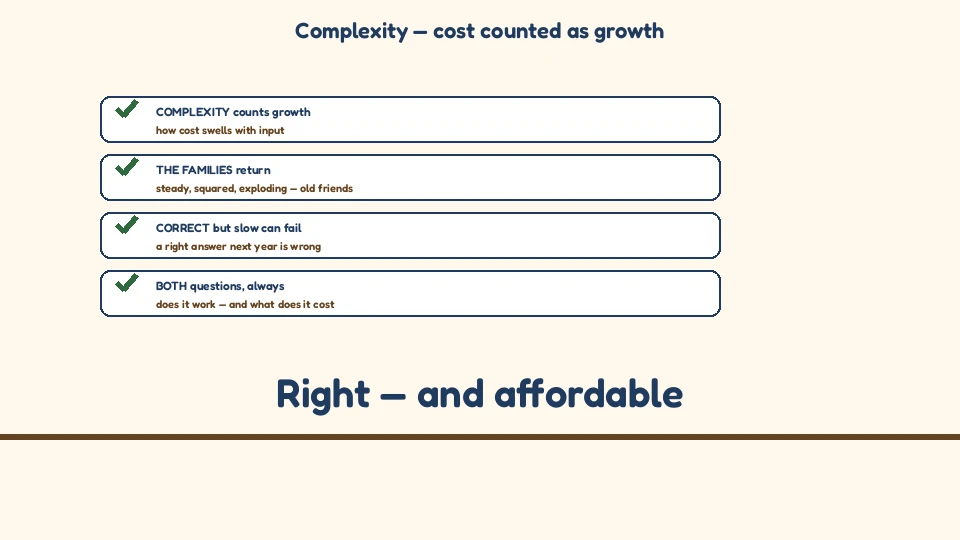 Complexity — cost counted as growth
COMPLEXITY counts growth
how cost swells with input
THE FAMILIES return
steady, squared, exploding — old friends
CORRECT but slow can fail
a right answer next year is wrong
BOTH questions, always
does it work — and what does it cost
Right — and affordable